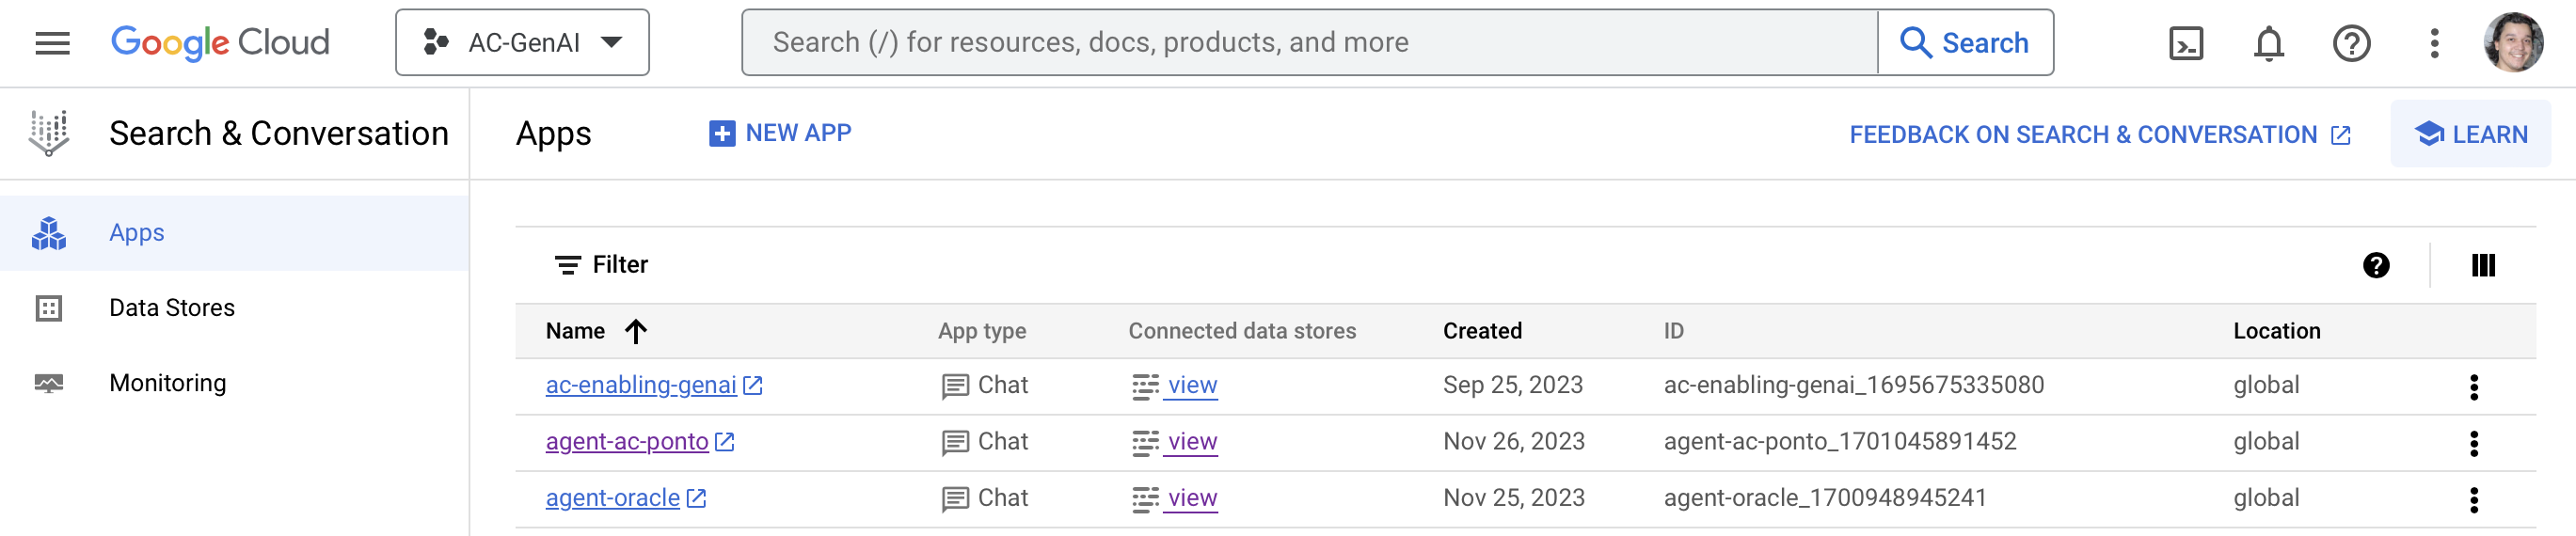 Google Cloud AC-GenAI Search (/) for resources, docs, products, and more Search
Search & Conversation Apps NEW APP FEEDBACK ON SEARCH & CONVERSATION LEARN
Apps
Data Stores
Monitoring
Filter
Name App type Connected data stores Created ID Location
ac-enabling-genai Chat view Sep 25, 2023 ac-enabling-genai_1695675335080 global
agent-ac-ponto Chat view Nov 26, 2023 agent-ac-ponto_1701045891452 global
agent-oracle Chat view Nov 25, 2023 agent-oracle_1700948945241 global